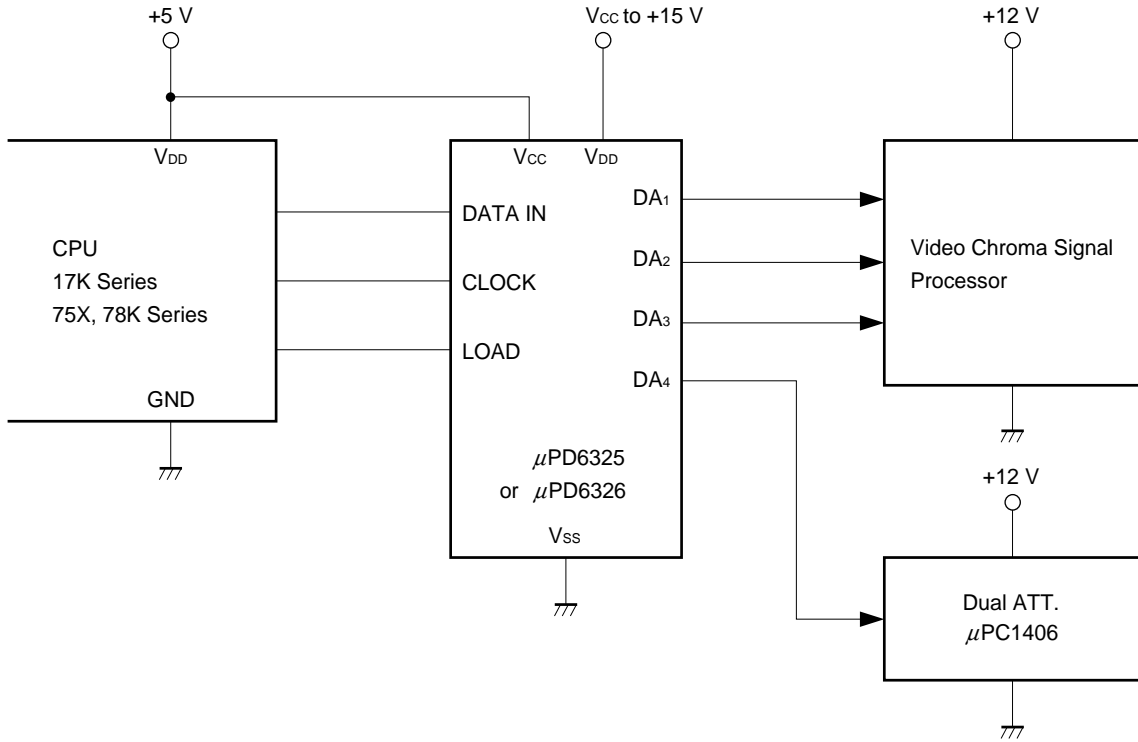 +5 V
VCC to +15 V
+12 V
VDD
CPU
17K Series
75X, 78K Series
GND
VCC
VDD
DATA IN
CLOCK
LOAD
DA1
DA2
DA3
DA4
μPD6325
or μPD6326
VSS
Video Chroma Signal
Processor
+12 V
Dual ATT.
μPC1406